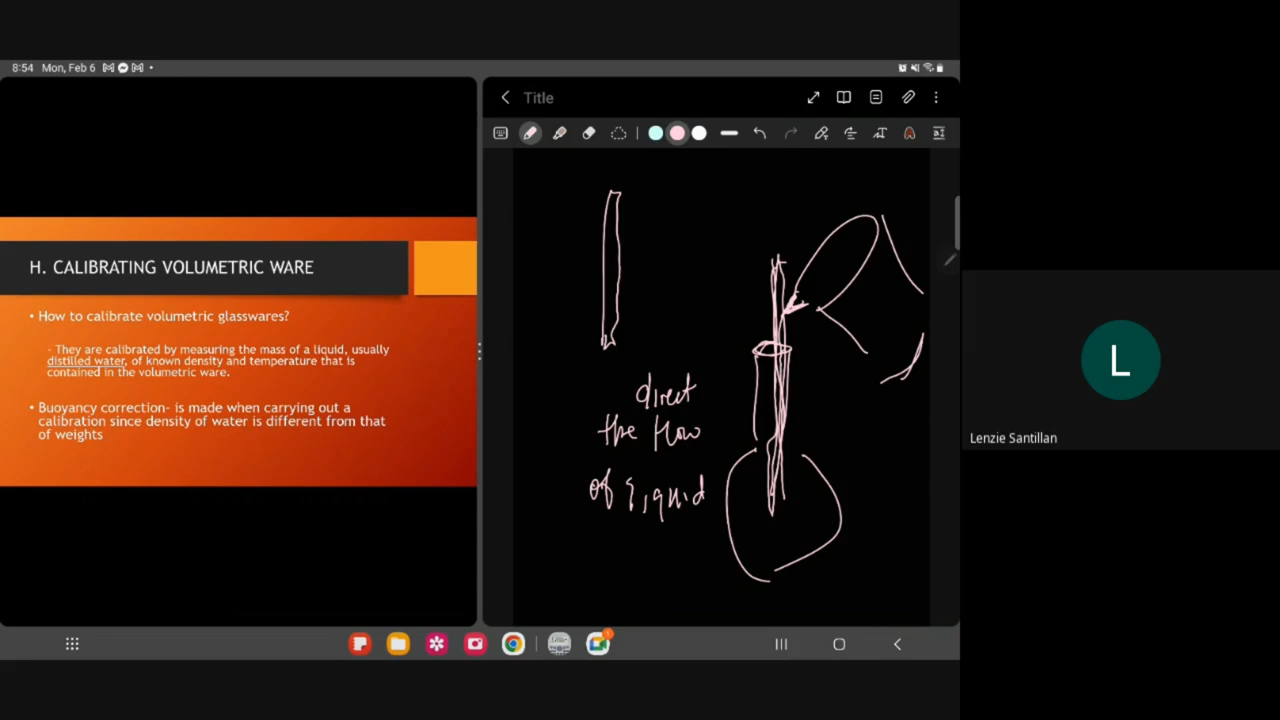 8:54 Mon, Feb 6
Title
H. CALIBRATING VOLUMETRIC WARE
• How to calibrate volumetric glasswares?
- They are calibrated by measuring the mass of a liquid, usually
distilled water, of known density and temperature that is
contained in the volumetric ware.
• Buoyancy correction- is made when carrying out a
calibration since density of water is different from that
of weights
direct
the flow
of liquid
L
Lenzie Santillan